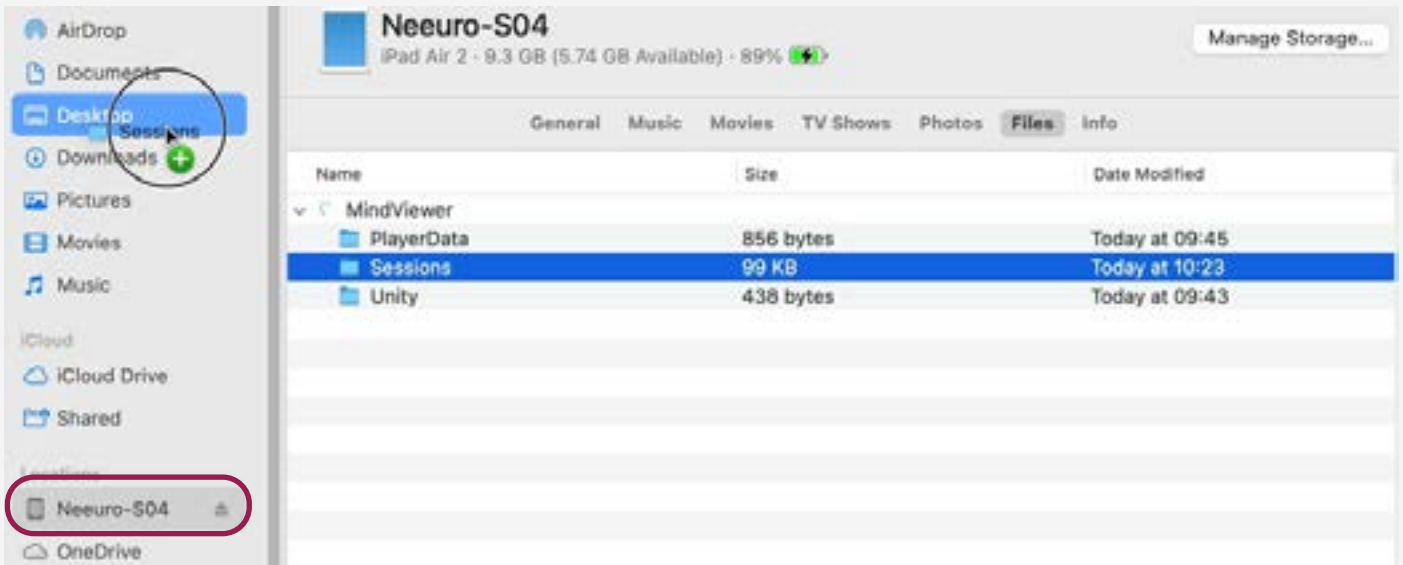 AirDrop
Documents
Desktop
Sessions
Downloads
Pictures
Movies
Music
iCloud
iCloud Drive
Shared
Locations
Neeuro-S04
OneDrive
Neeuro-S04
iPad Air 2 - 9.3 GB (5.74 GB Available) - 89%
Manage Storage...
General Music Movies TV Shows Photos Files Info
Name Size Date Modified
MindViewer
PlayerData 856 bytes Today at 09:45
Sessions 99 KB Today at 10:23
Unity 438 bytes Today at 09:43